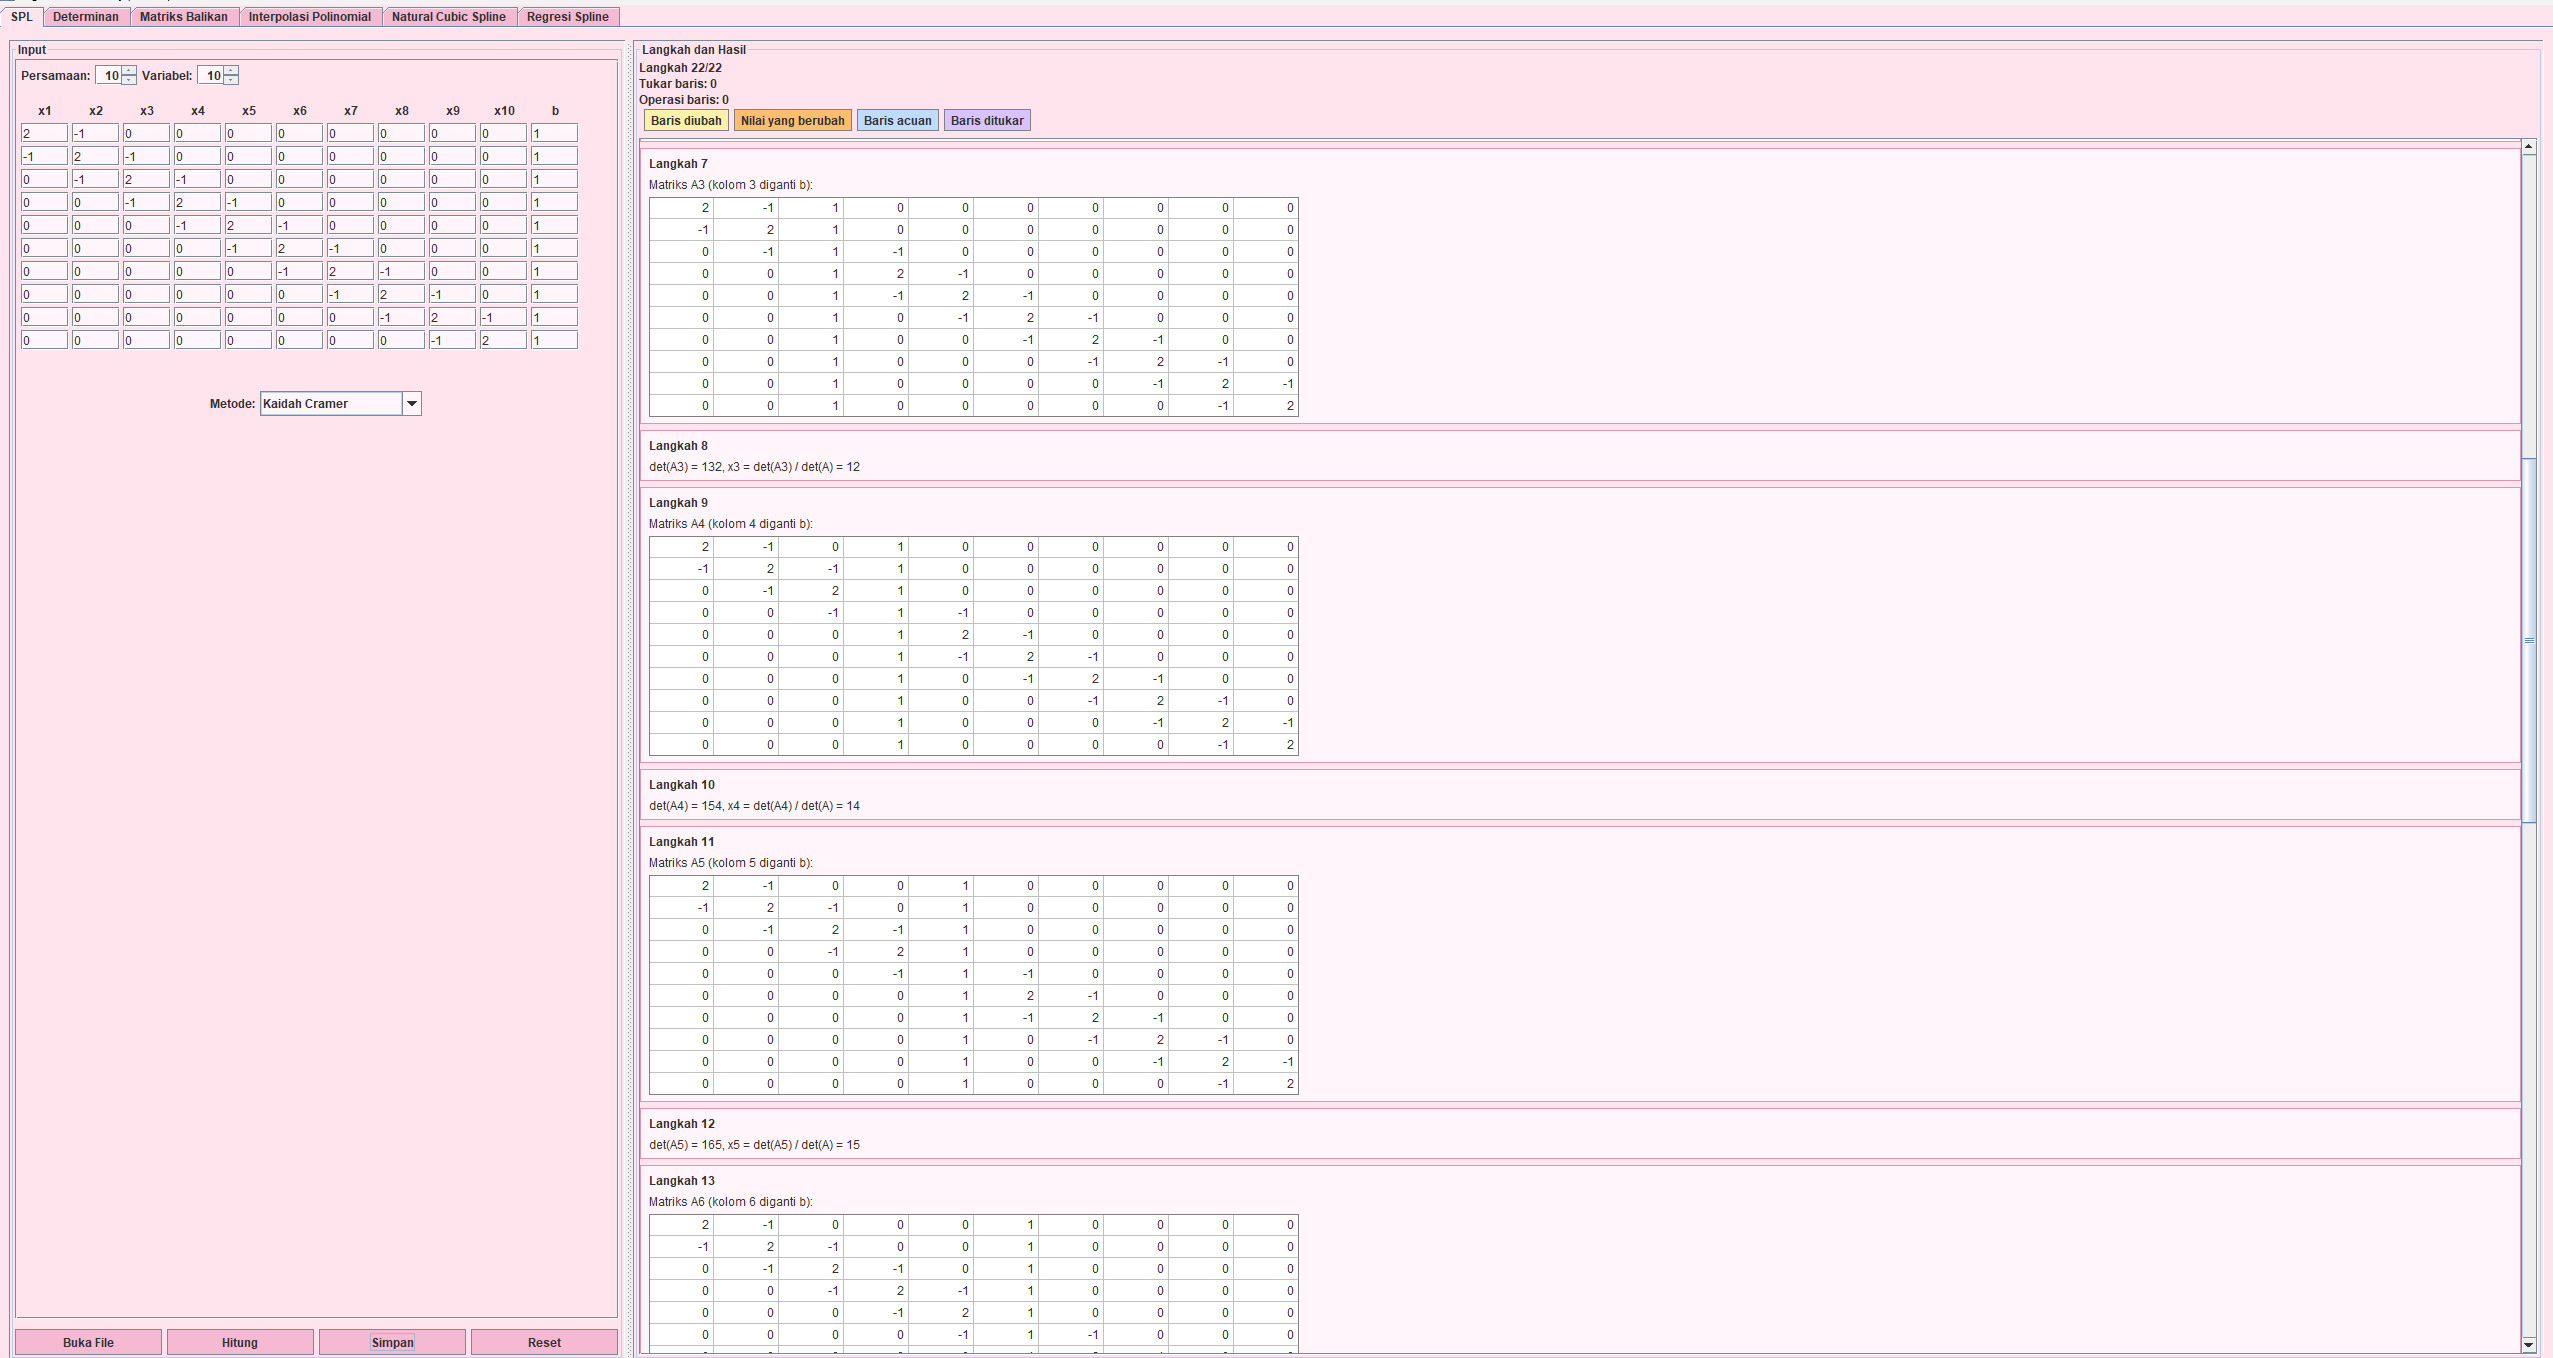 SPL Determinan Matriks Balikan Interpolasi Polinomial Natural Cubic Spline Regresi Spline
Input
Persamaan: 10 Variabel: 10
x1 x2 x3 x4 x5 x6 x7 x8 x9 x10 b
2 -1 0 0 0 0 0 0 0 0 1
-1 2 -1 0 0 0 0 0 0 0 1
0 -1 2 -1 0 0 0 0 0 0 1
0 0 -1 2 -1 0 0 0 0 0 1
0 0 0 -1 2 -1 0 0 0 0 1
0 0 0 0 -1 2 -1 0 0 0 1
0 0 0 0 0 -1 2 -1 0 0 1
0 0 0 0 0 0 -1 2 -1 0 1
0 0 0 0 0 0 0 -1 2 -1 1
0 0 0 0 0 0 0 0 -1 2 1
Metode: Kaidah Cramer
Buka File Hitung Simpan Reset
Langkah dan Hasil
Langkah 22/22
Tukar baris: 0
Operasi baris: 0
Baris diubah Nilai yang berubah Baris acuan Baris ditukar
Langkah 7
Matriks A3 (kolom 3 diganti b):
2 -1 1 0 0 0 0 0 0 0
-1 2 1 0 0 0 0 0 0 0
0 -1 1 -1 0 0 0 0 0 0
0 0 1 2 -1 0 0 0 0 0
0 0 1 -1 2 -1 0 0 0 0
0 0 1 0 -1 2 -1 0 0 0
0 0 1 0 0 -1 2 -1 0 0
0 0 1 0 0 0 -1 2 -1 0
0 0 1 0 0 0 0 -1 2 -1
0 0 1 0 0 0 0 0 -1 2
Langkah 8
det(A3) = 132, x3 = det(A3) / det(A) = 12
Langkah 9
Matriks A4 (kolom 4 diganti b):
2 -1 0 1 0 0 0 0 0 0
-1 2 -1 1 0 0 0 0 0 0
0 -1 2 1 0 0 0 0 0 0
0 0 -1 1 -1 0 0 0 0 0
0 0 0 1 2 -1 0 0 0 0
0 0 0 1 -1 2 -1 0 0 0
0 0 0 1 0 -1 2 -1 0 0
0 0 0 1 0 0 -1 2 -1 0
0 0 0 1 0 0 0 -1 2 -1
0 0 0 1 0 0 0 0 -1 2
Langkah 10
det(A4) = 154, x4 = det(A4) / det(A) = 14
Langkah 11
Matriks A5 (kolom 5 diganti b):
2 -1 0 0 1 0 0 0 0 0
-1 2 -1 0 1 0 0 0 0 0
0 -1 2 -1 1 0 0 0 0 0
0 0 -1 2 1 0 0 0 0 0
0 0 0 -1 1 -1 0 0 0 0
0 0 0 0 1 2 -1 0 0 0
0 0 0 0 1 -1 2 -1 0 0
0 0 0 0 1 0 -1 2 -1 0
0 0 0 0 1 0 0 -1 2 -1
0 0 0 0 1 0 0 0 -1 2
Langkah 12
det(A5) = 165, x5 = det(A5) / det(A) = 15
Langkah 13
Matriks A6 (kolom 6 diganti b):
2 -1 0 0 0 1 0 0 0 0
-1 2 -1 0 0 1 0 0 0 0
0 -1 2 -1 0 1 0 0 0 0
0 0 -1 2 -1 1 0 0 0 0
0 0 0 -1 2 1 0 0 0 0
0 0 0 0 -1 1 -1 0 0 0